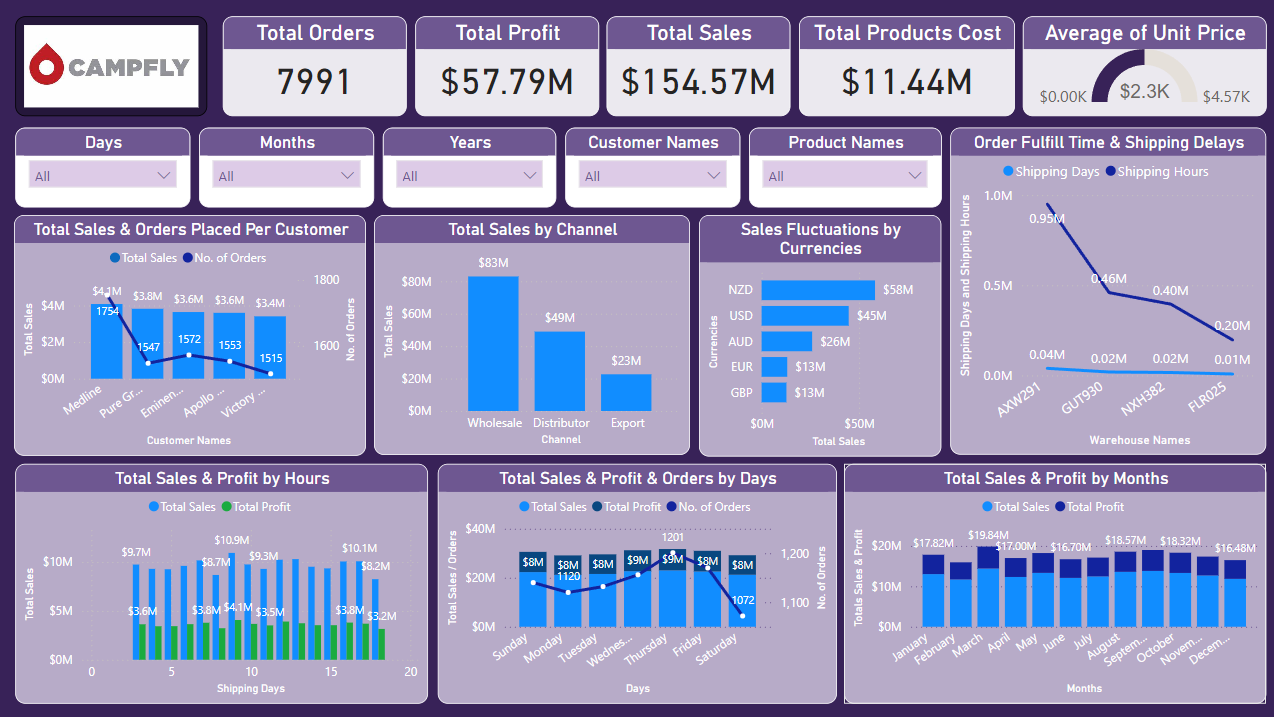 CAMPFLY
Total Orders
7991
Total Profit
$57.79M
Total Sales
$154.57M
Total Products Cost
$11.44M
Average of Unit Price
$0.00K
$2.3K
$4.57K
Days
All
Months
All
Years
All
Customer Names
All
Product Names
All
Order Fulfill Time & Shipping Delays
Shipping Days Shipping Hours
Shipping Days and Shipping Hours
1.0M
0.5M
0.0M
0.95M
0.46M
0.40M
0.20M
0.04M
0.02M
0.02M
0.01M
AXW291
GUT930
NXH382
FLR025
Warehouse Names
Total Sales & Orders Placed Per Customer
Total Sales No. of Orders
Total Sales
$4M
$2M
$0M
$4.1M
$3.8M
$3.6M
$3.6M
$3.4M
1754
1547
1572
1553
1515
1800
1600
No. of Orders
Medline
Pure Gr...
Eminen...
Apollo ...
Victory ...
Customer Names
Total Sales by Channel
Total Sales
$80M
$60M
$40M
$20M
$0M
$83M
$49M
$23M
Wholesale
Distributor
Export
Channel
Sales Fluctuations by
Currencies
Currencies
NZD $58M
USD $45M
AUD $26M
EUR $13M
GBP $13M
$0M
$50M
Total Sales
Total Sales & Profit by Hours
Total Sales Total Profit
Total Sales
$10M
$5M
$0M
$9.7M
$8.7M
$10.9M
$9.3M
$10.1M
$8.2M
$3.6M
$3.8M
$4.1M
$3.5M
$3.8M
$3.2M
0
5
10
15
20
Shipping Days
Total Sales & Profit & Orders by Days
Total Sales Total Profit No. of Orders
Total Sales / Orders
$40M
$20M
$0M
$8M
$8M
$8M
$9M
$9M
$8M
$8M
1120
1201
1072
1,200
1,100
No. of Orders
Sunday
Monday
Tuesday
Wednes...
Thursday
Friday
Saturday
Days
Total Sales & Profit by Months
Total Sales Total Profit
Totals Sales & Profit
$20M
$10M
$0M
$17.82M
$19.84M
$17.00M
$16.70M
$18.57M
$18.32M
$16.48M
January
February
March
April
May
June
July
August
Septem...
October
Novem...
Decem...
Months